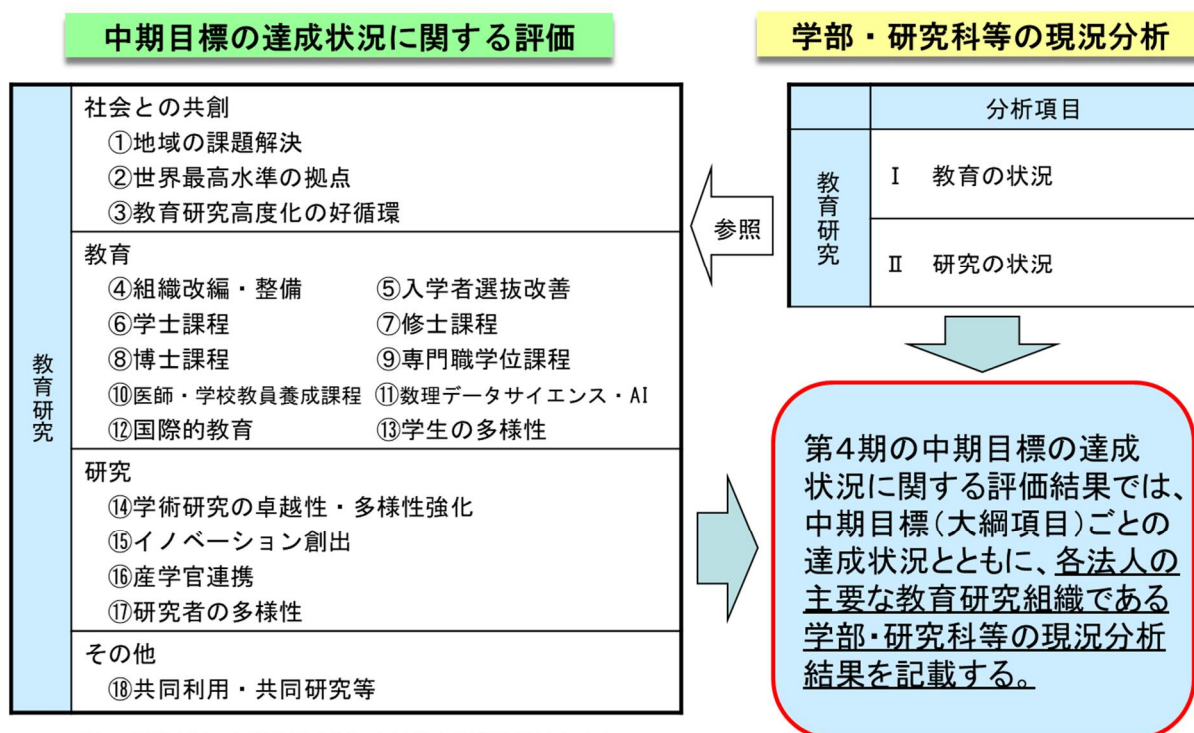 中期目標の達成状況に関する評価
教育研究
社会との共創
①地域の課題解決
②世界最高水準の拠点
③教育研究高度化の好循環
教育
④組織改編・整備 ⑤入学者選抜改善
⑥学士課程 ⑦修士課程
⑧博士課程 ⑨専門職学位課程
⑩医師・学校教員養成課程 ⑪数理データサイエンス・AI
⑫国際的教育 ⑬学生の多様性
研究
⑭学術研究の卓越性・多様性強化
⑮イノベーション創出
⑯産学官連携
⑰研究者の多様性
その他
⑱共同利用・共同研究等
学部・研究科等の現況分析
分析項目
教育研究
Ⅰ 教育の状況
Ⅱ 研究の状況
参照
第4期の中期目標の達成
状況に関する評価結果では、
中期目標(大綱項目)ごとの
達成状況とともに、各法人の
主要な教育研究組織である
学部・研究科等の現況分析
結果を記載する。